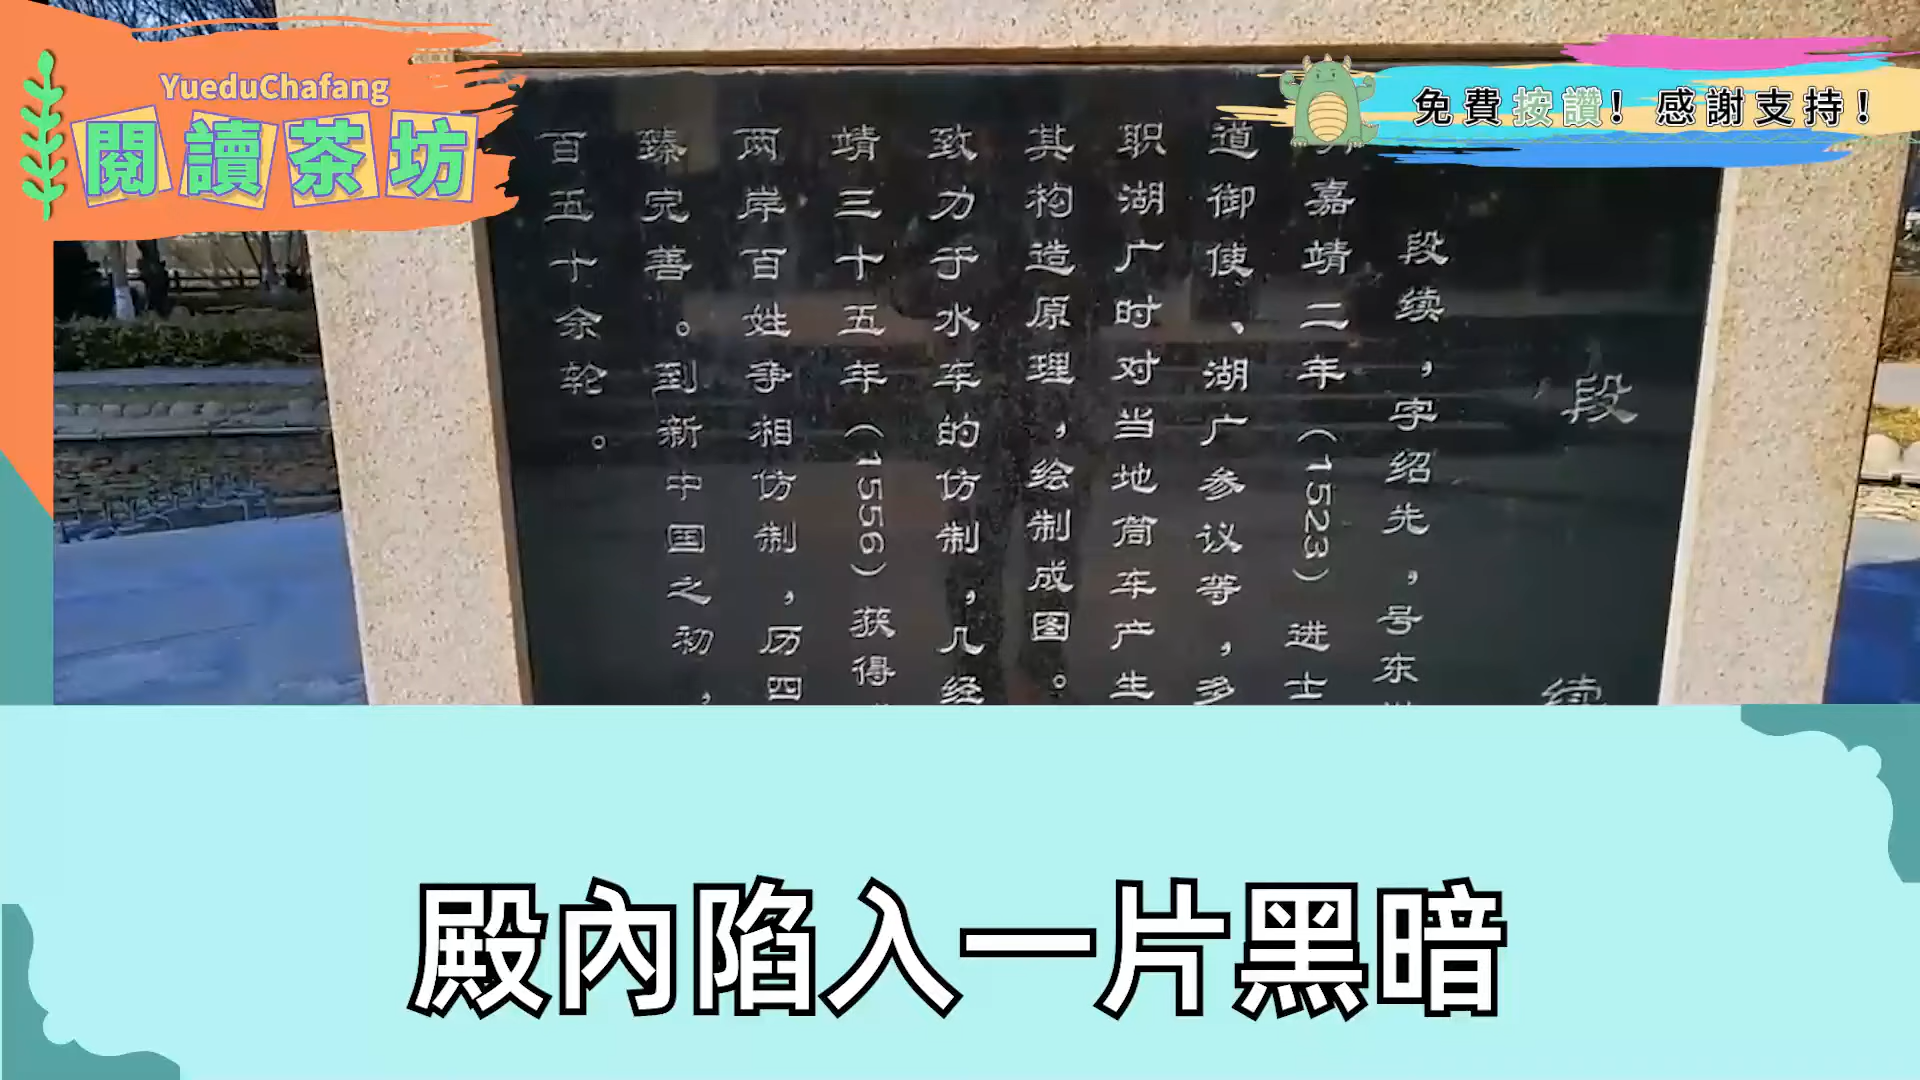 YueduChafang
閱讀茶坊
免費按讚！感謝支持！
段续
段续，字绍先，号东
嘉靖二年（1523）进士
道御使、湖广参议等，多
职湖广时对当地筒车产生
其构造原理，绘制成图。
致力于水车的仿制，几经
靖三十五年（1556）获得
两岸百姓争相仿制，历四
臻完善。到新中国之初，
百五十余轮。
殿內陷入一片黑暗